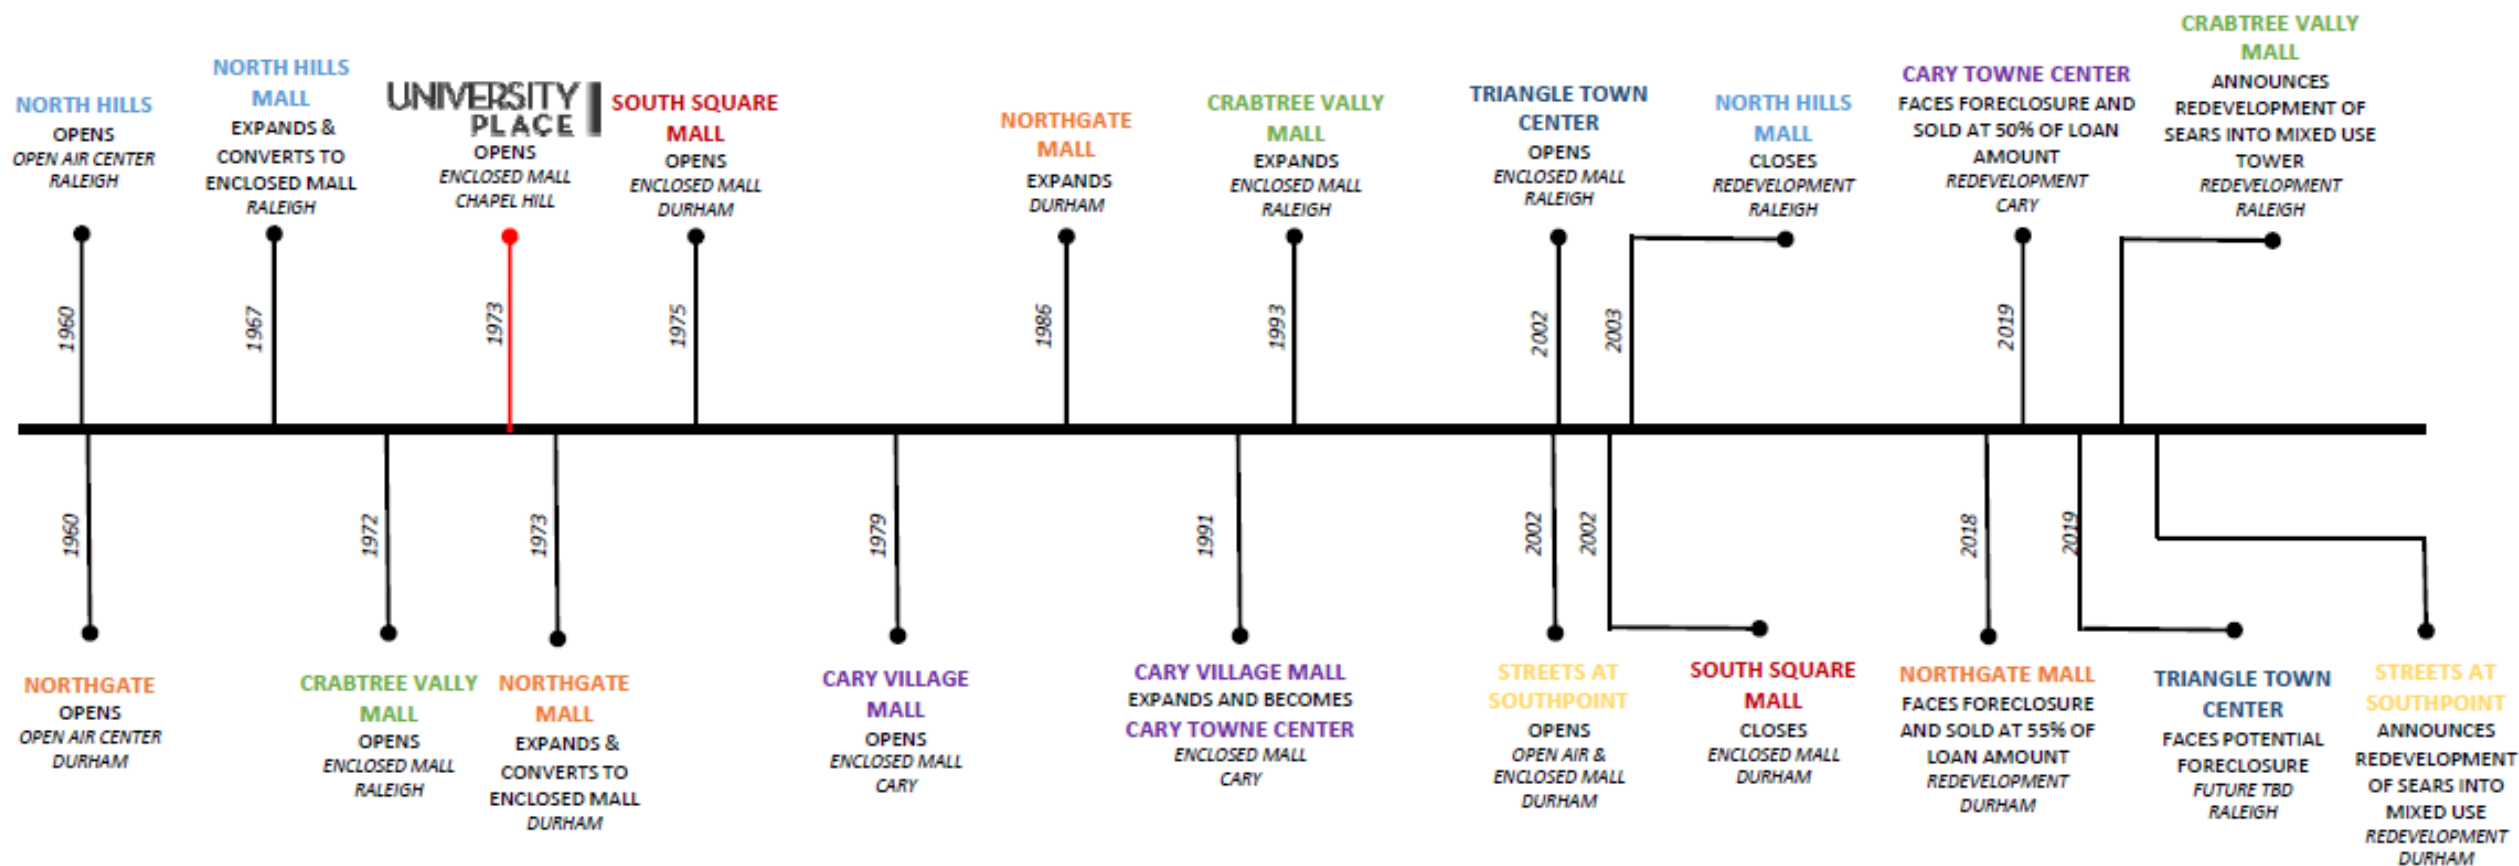 NORTH HILLS
OPENS
OPEN AIR CENTER
RALEIGH
NORTH HILLS
MALL
EXPANDS &
CONVERTS TO
ENCLOSED MALL
RALEIGH
UNIVERSITY
PLACE
OPENS
ENCLOSED MALL
CHAPEL HILL
SOUTH SQUARE
MALL
OPENS
ENCLOSED MALL
DURHAM
NORTHGATE
MALL
EXPANDS
DURHAM
CRABTREE VALLY
MALL
EXPANDS
ENCLOSED MALL
RALEIGH
TRIANGLE TOWN
CENTER
OPENS
ENCLOSED MALL
RALEIGH
NORTH HILLS
MALL
CLOSES
REDEVELOPMENT
RALEIGH
CARY TOWNE CENTER
FACES FORECLOSURE AND
SOLD AT 50% OF LOAN
AMOUNT
REDEVELOPMENT
CARY
CRABTREE VALLY
MALL
ANNOUNCES
REDEVELOPMENT OF
SEARS INTO MIXED USE
TOWER
REDEVELOPMENT
RALEIGH
1960
1967
1973
1975
1986
1993
2002
2003
2019
1960
1972
1973
1979
1991
2002
2002
2018
2019
NORTHGATE
OPENS
OPEN AIR CENTER
DURHAM
CRABTREE VALLY
MALL
OPENS
ENCLOSED MALL
RALEIGH
NORTHGATE
MALL
EXPANDS &
CONVERTS TO
ENCLOSED MALL
DURHAM
CARY VILLAGE
MALL
OPENS
ENCLOSED MALL
CARY
CARY VILLAGE MALL
EXPANDS AND BECOMES
CARY TOWNE CENTER
ENCLOSED MALL
CARY
STREETS AT
SOUTHPOINT
OPENS
OPEN AIR &
ENCLOSED MALL
DURHAM
SOUTH SQUARE
MALL
CLOSES
ENCLOSED MALL
DURHAM
NORTHGATE MALL
FACES FORECLOSURE
AND SOLD AT 55% OF
LOAN AMOUNT
REDEVELOPMENT
DURHAM
TRIANGLE TOWN
CENTER
FACES POTENTIAL
FORECLOSURE
FUTURE TBD
RALEIGH
STREETS AT
SOUTHPOINT
ANNOUNCES
REDEVELOPMENT
OF SEARS INTO
MIXED USE
REDEVELOPMENT
DURHAM